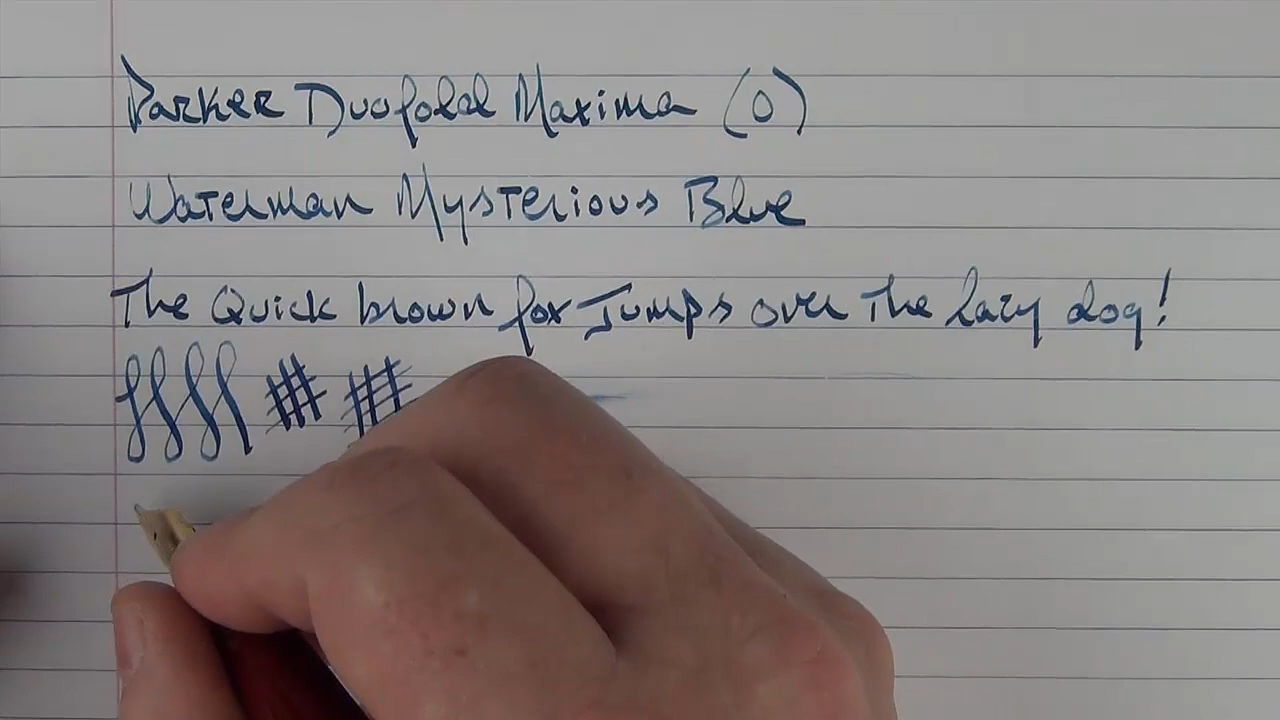 Parker Duofold Maxima (O)
Waterman Mysterious Blue
The Quick brown fox Jumps over The lazy dog!